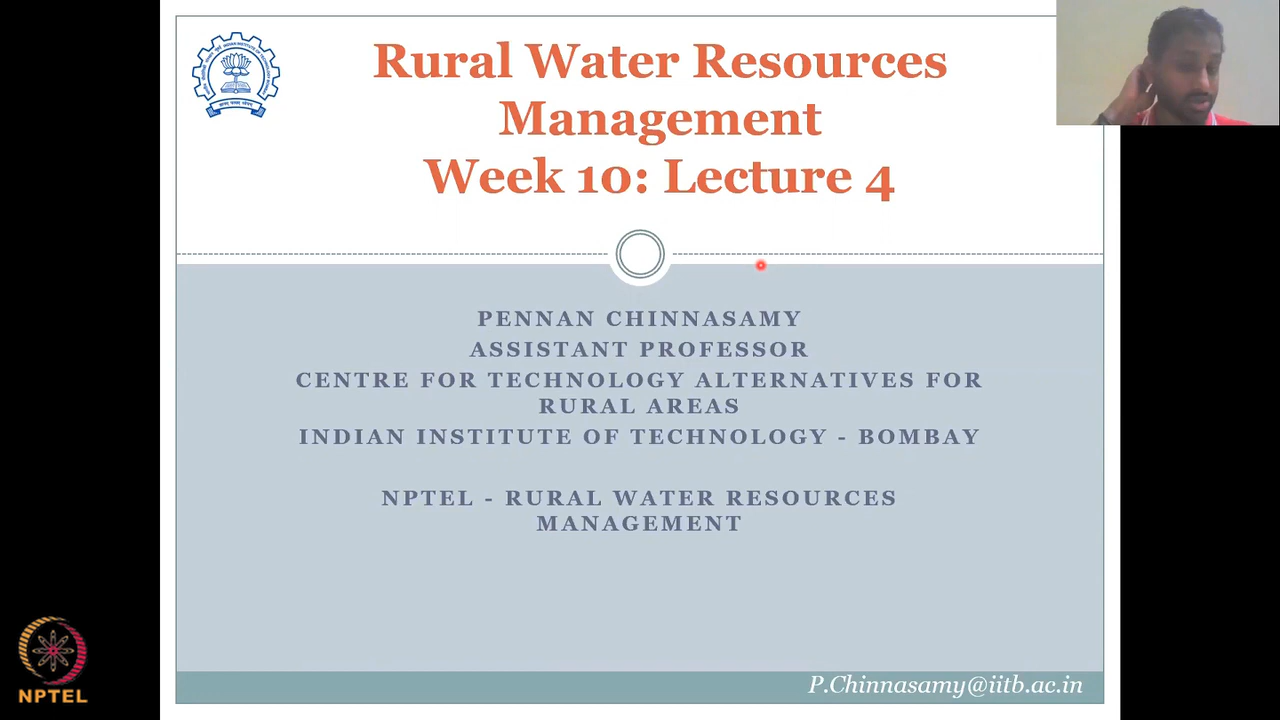 Rural Water Resources
Management
Week 10: Lecture 4
PENNAN CHINNASAMY
ASSISTANT PROFESSOR
CENTRE FOR TECHNOLOGY ALTERNATIVES FOR
RURAL AREAS
INDIAN INSTITUTE OF TECHNOLOGY - BOMBAY
NPTEL - RURAL WATER RESOURCES
MANAGEMENT
P.Chinnasamy@iitb.ac.in
NPTEL